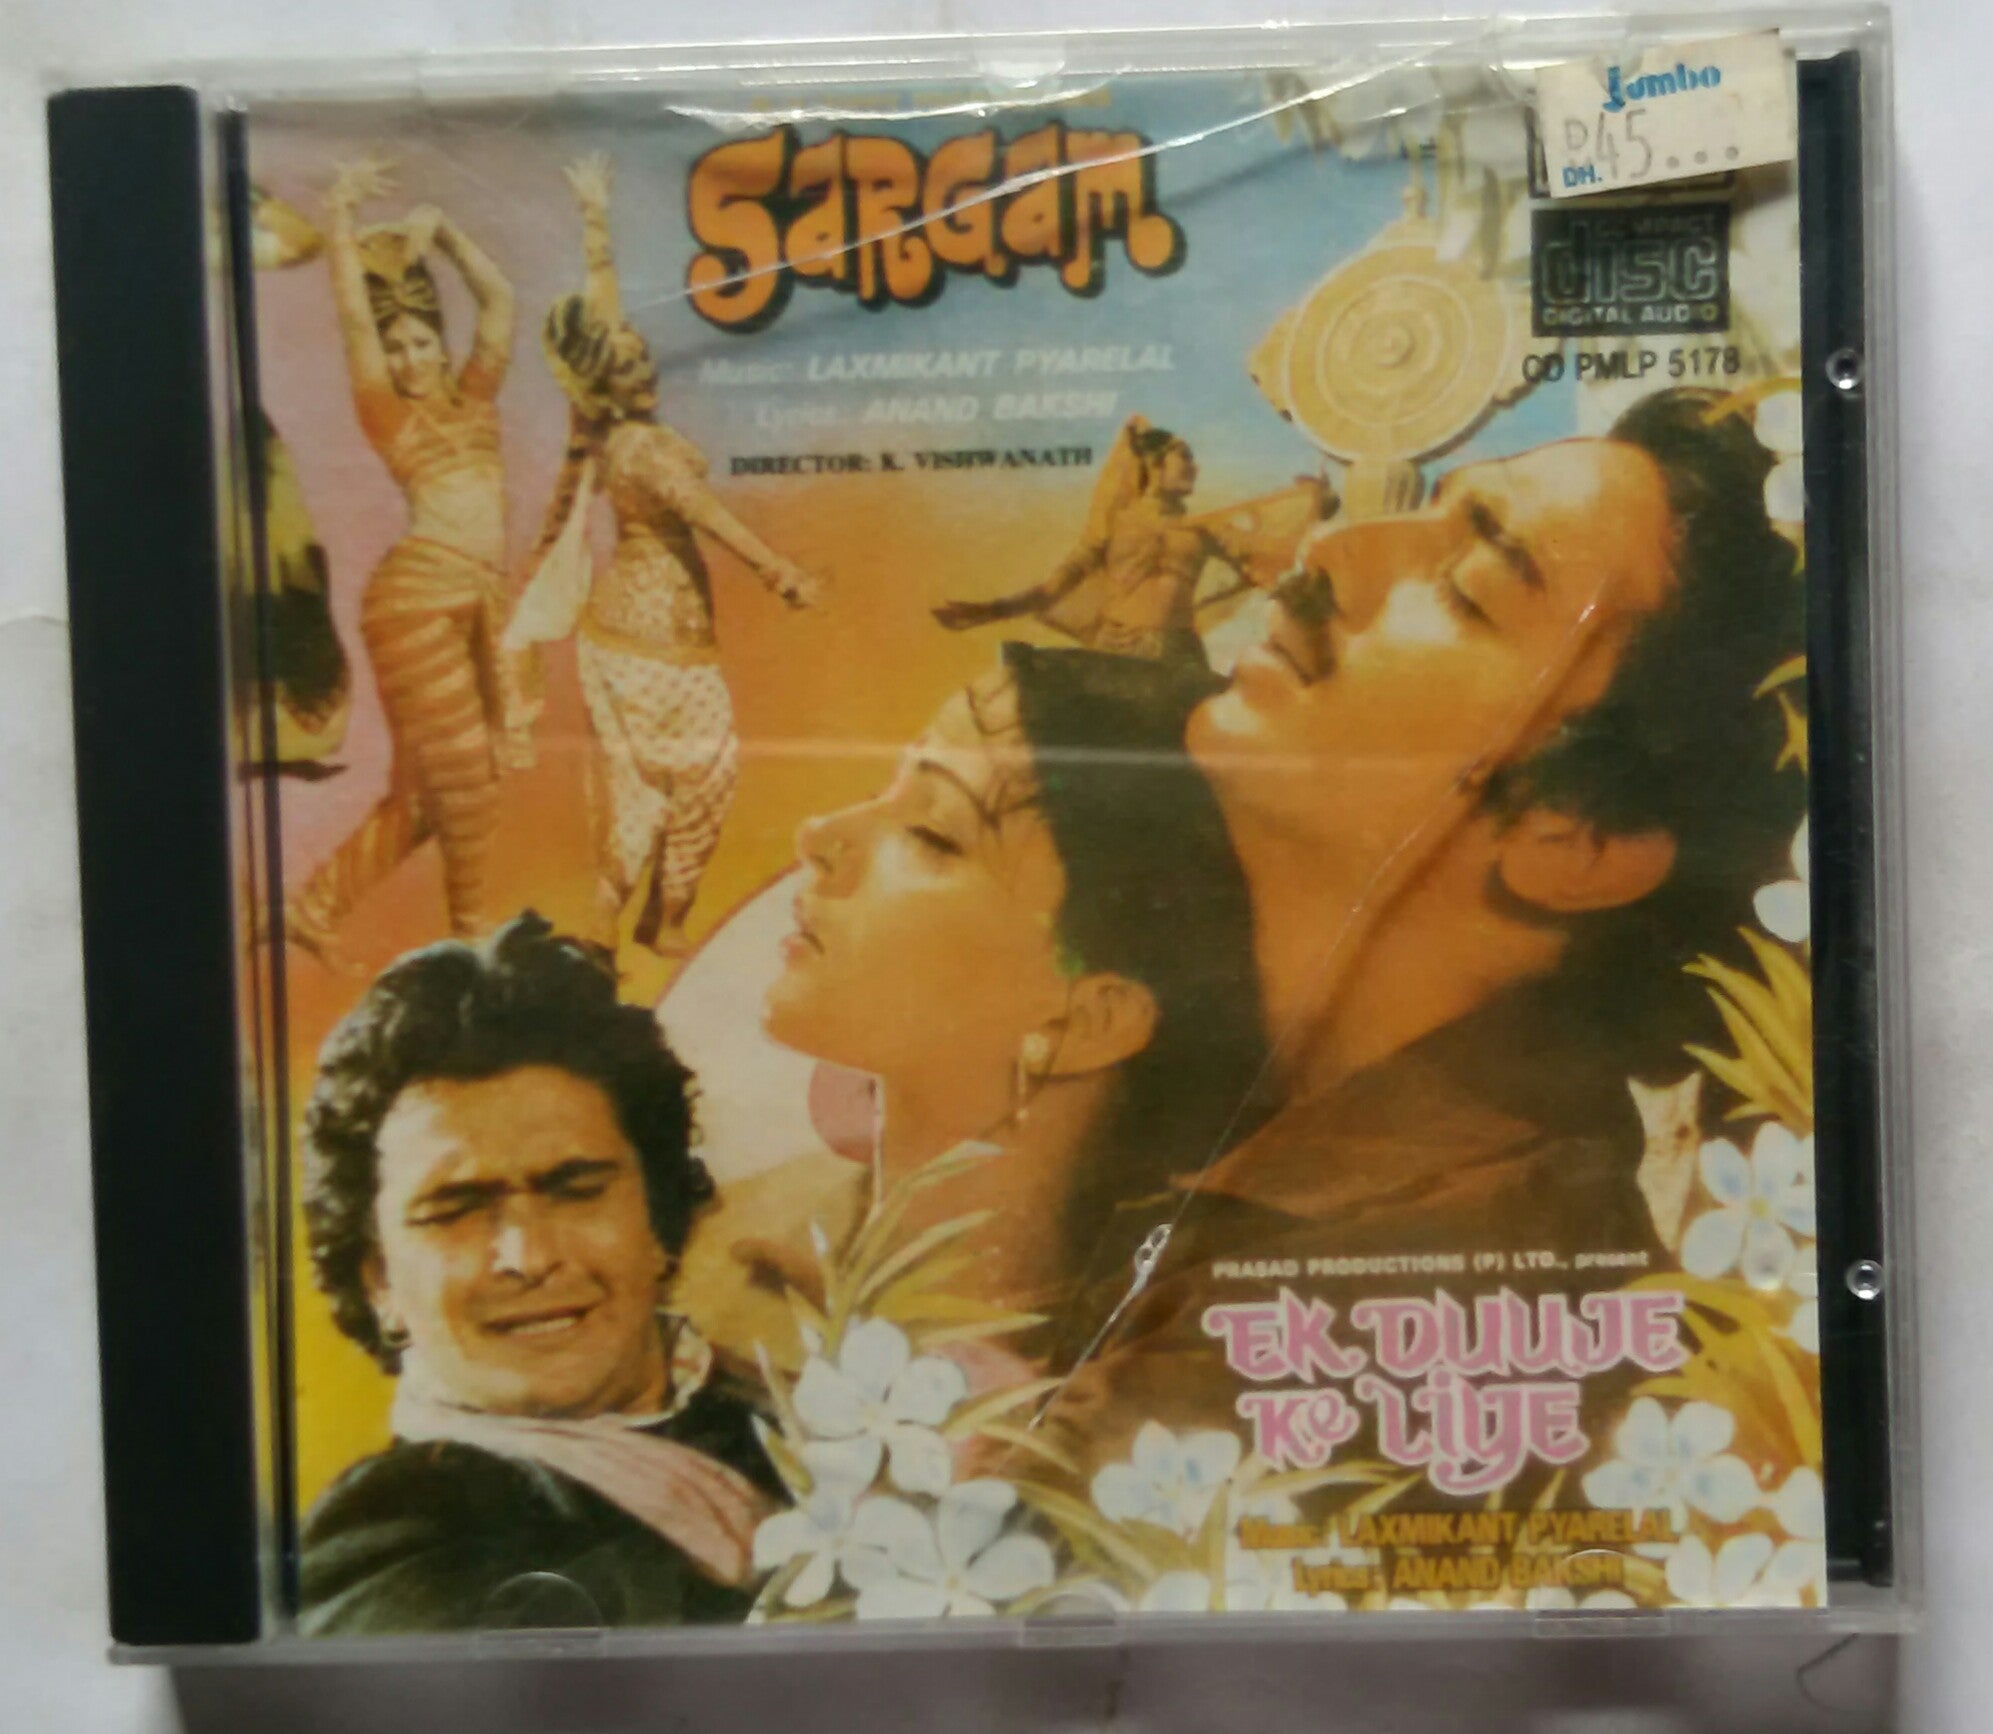 SARGAM
Music: LAXMIKANT PYARELAL
Lyrics: ANAND BAKSHI
DIRECTOR: K. VISHWANATH
Jumbo
DH. 45...
COMPACT
disc
DIGITAL AUDIO
CD PMLP 5178
PRASAD PRODUCTIONS (P) LTD., present
EK DUUJE
Ke LiYE
Music: LAXMIKANT PYARELAL
Lyrics: ANAND BAKSHI